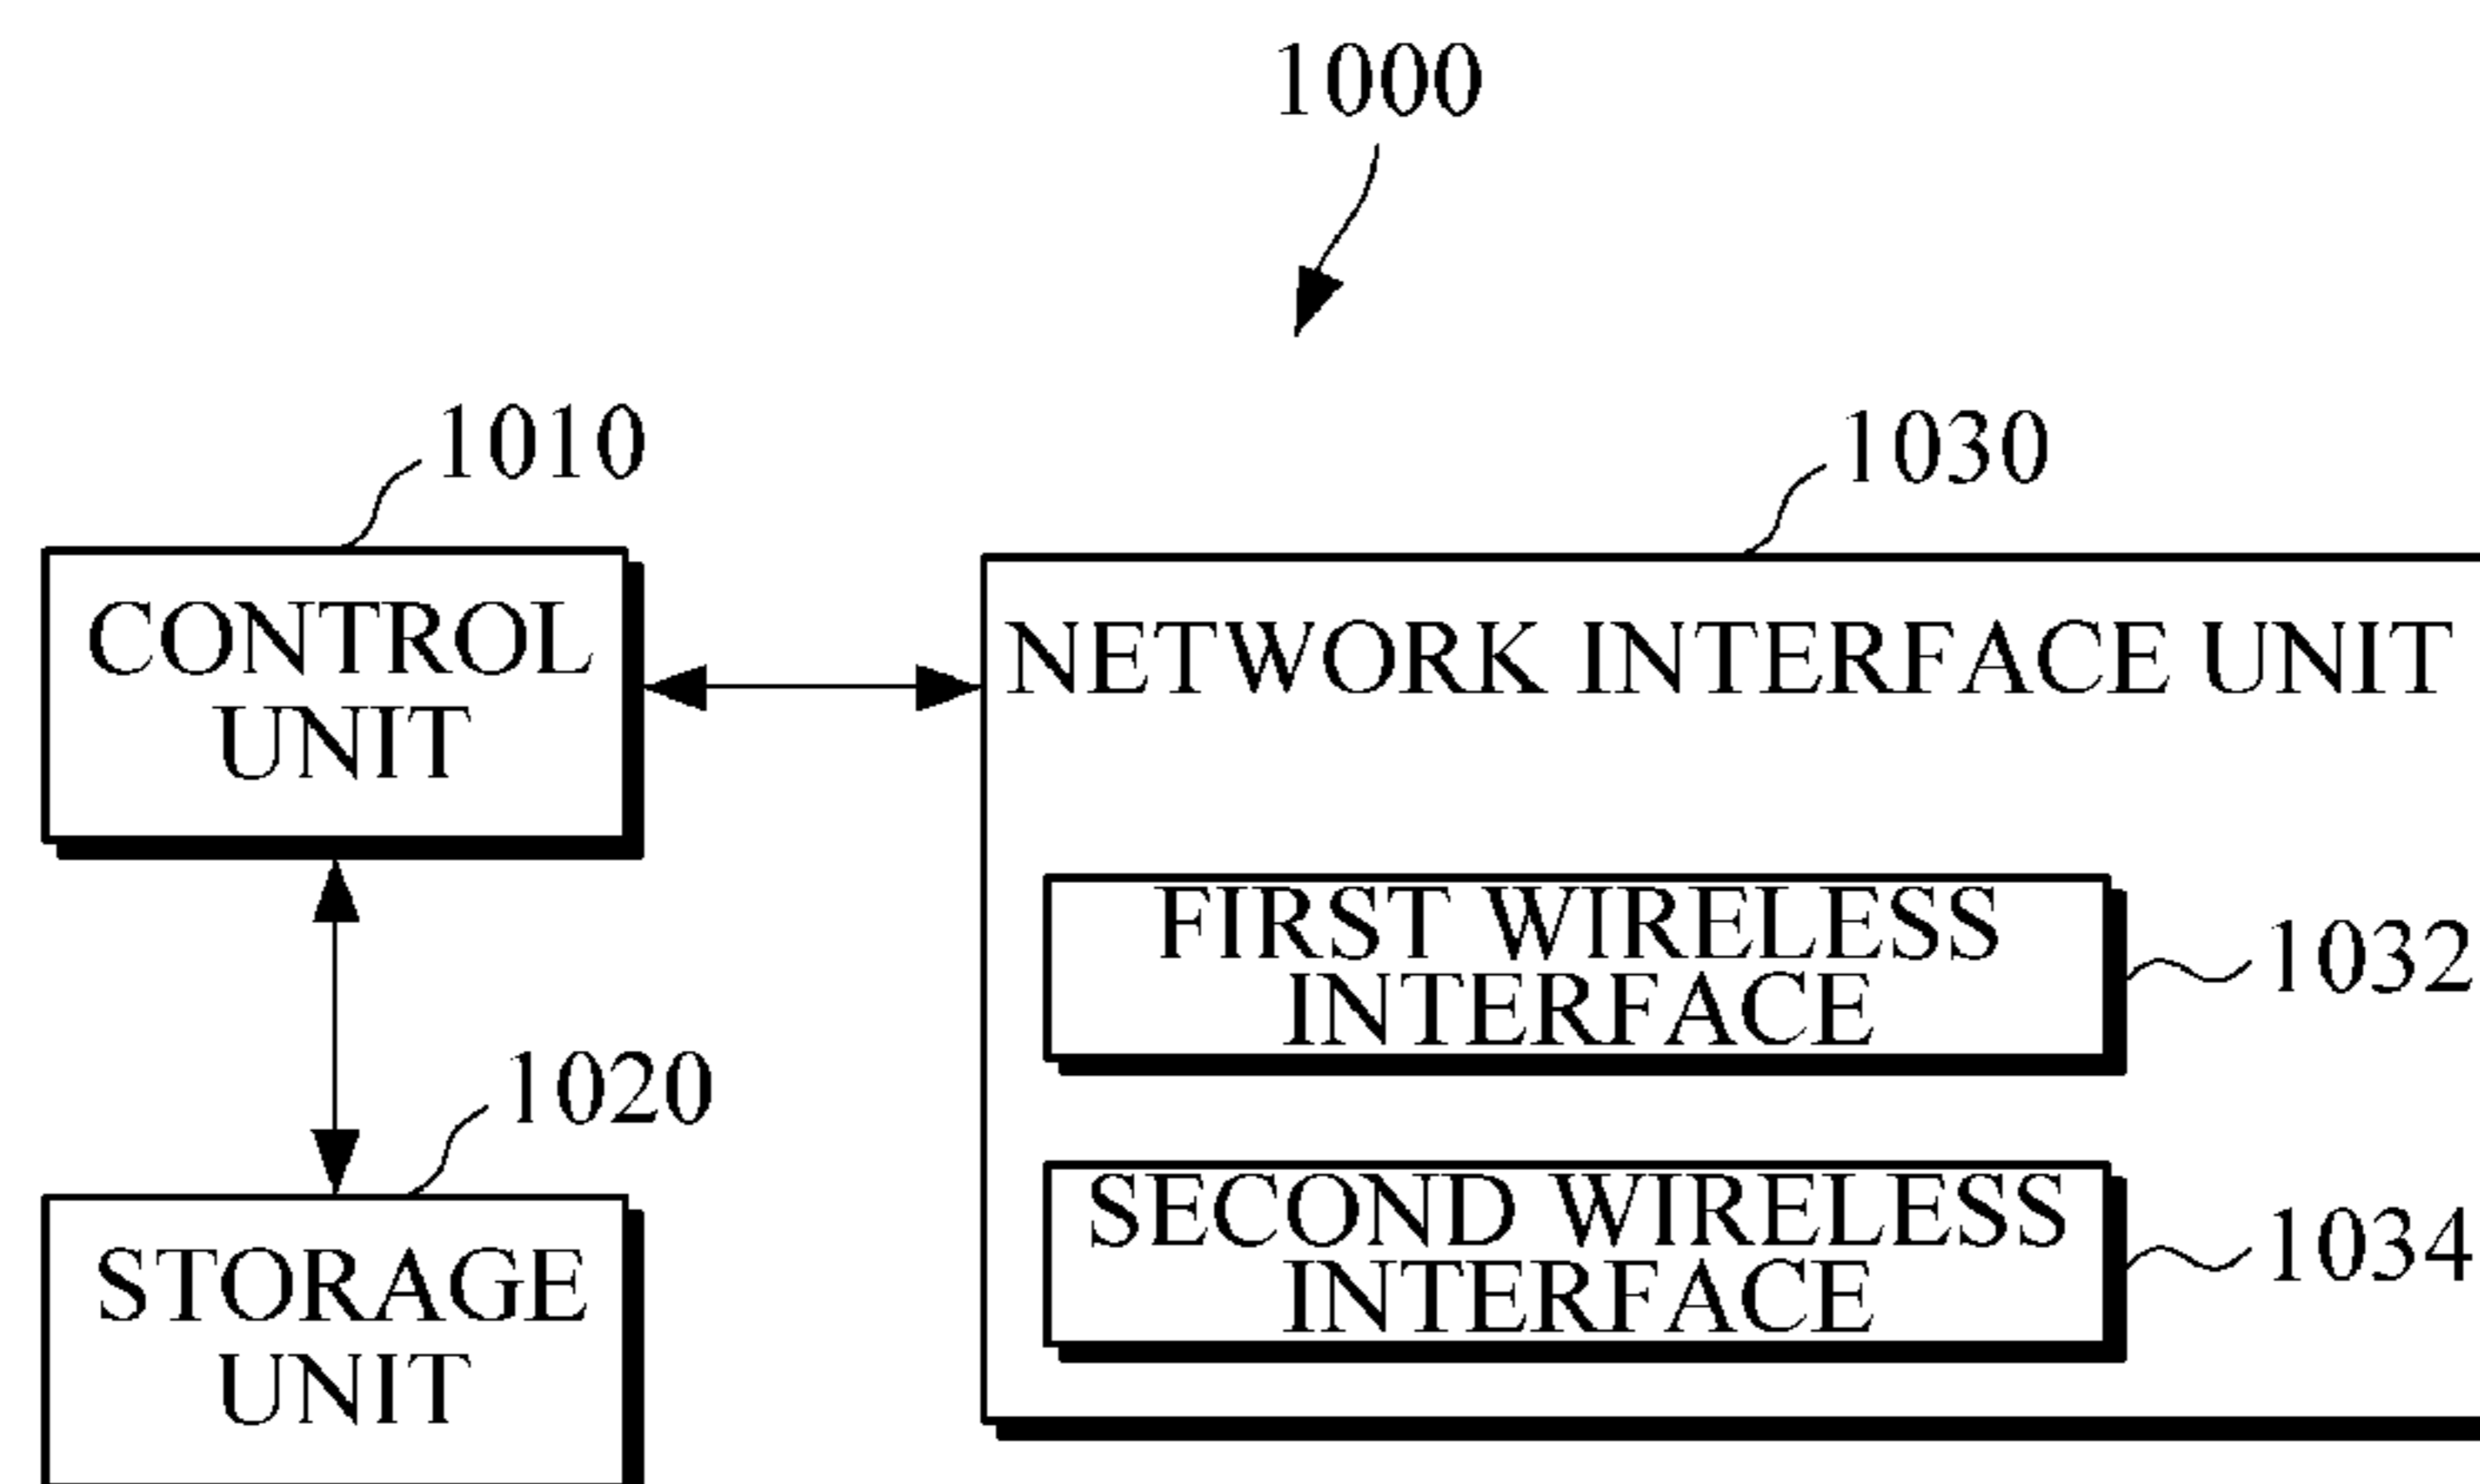 1000
1010
CONTROL
UNIT
1030
NETWORK INTERFACE UNIT
FIRST WIRELESS
INTERFACE
1032
SECOND WIRELESS
INTERFACE
1034
1020
STORAGE
UNIT